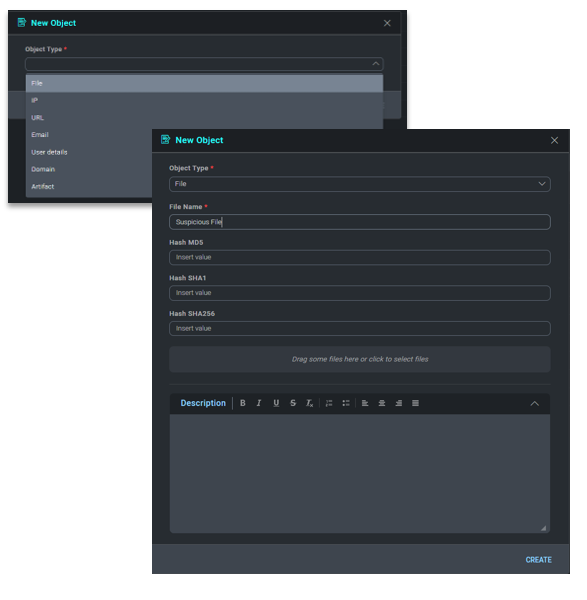 New Object
Object Type *
File
IP
URL
Email
User details
Domain
Artifact
New Object
Object Type *
File
File Name *
Suspicious File
Hash MD5
Insert value
Hash SHA1
Insert value
Hash SHA256
Insert value
Drag some files here or click to select files
Description B I U S Tx
CREATE